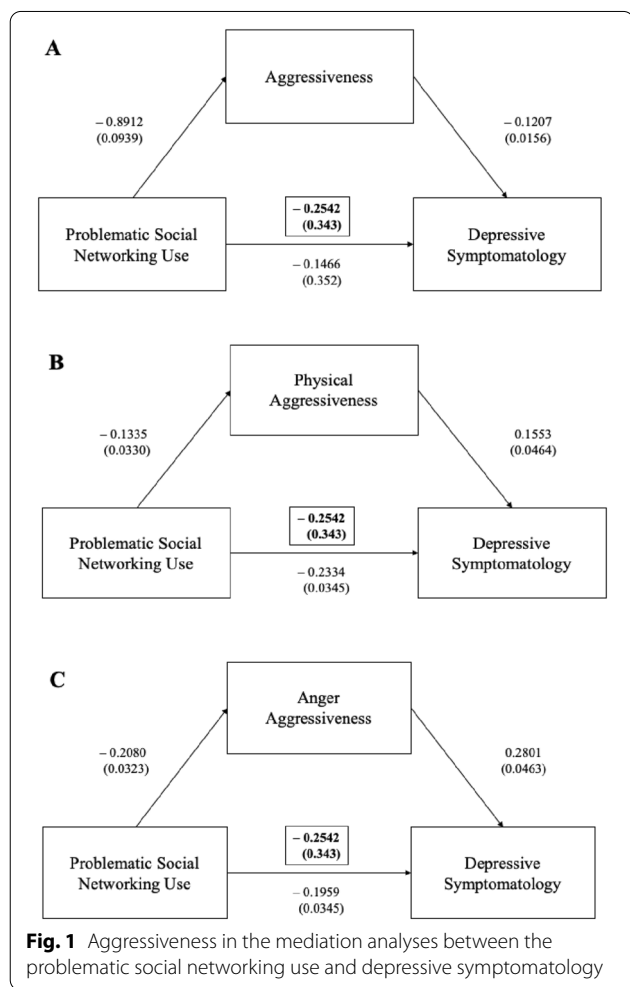 A
Aggressiveness
− 0.8912
(0.0939)
− 0.1207
(0.0156)
Problematic Social
Networking Use
− 0.2542
(0.343)
− 0.1466
(0.352)
Depressive
Symptomatology
B
Physical
Aggressiveness
− 0.1335
(0.0330)
0.1553
(0.0464)
Problematic Social
Networking Use
− 0.2542
(0.343)
− 0.2334
(0.0345)
Depressive
Symptomatology
C
Anger
Aggressiveness
− 0.2080
(0.0323)
0.2801
(0.0463)
Problematic Social
Networking Use
− 0.2542
(0.343)
− 0.1959
(0.0345)
Depressive
Symptomatology
Fig. 1 Aggressiveness in the mediation analyses between the
problematic social networking use and depressive symptomatology